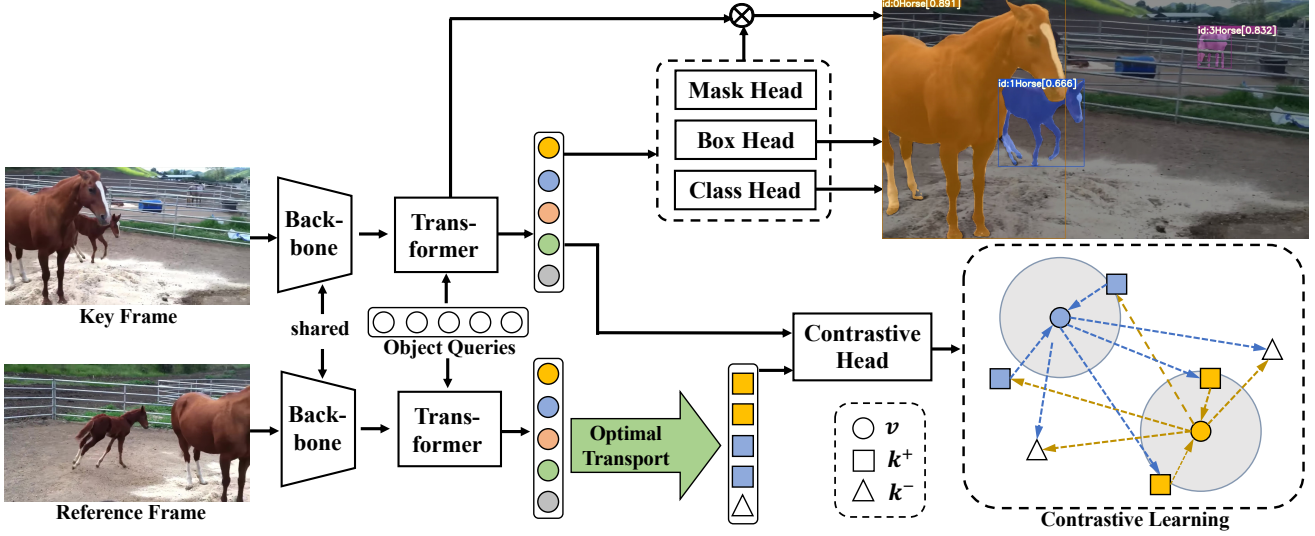 id:0Horse[0.891]
id:3Horse[0.832]
id:1Horse[0.666]
Mask Head
Box Head
Class Head
Back-
bone
Trans-
former
Key Frame
shared
Object Queries
Contrastive
Head
Back-
bone
Trans-
former
Optimal
Transport
v
k⁺
k⁻
Reference Frame
Contrastive Learning